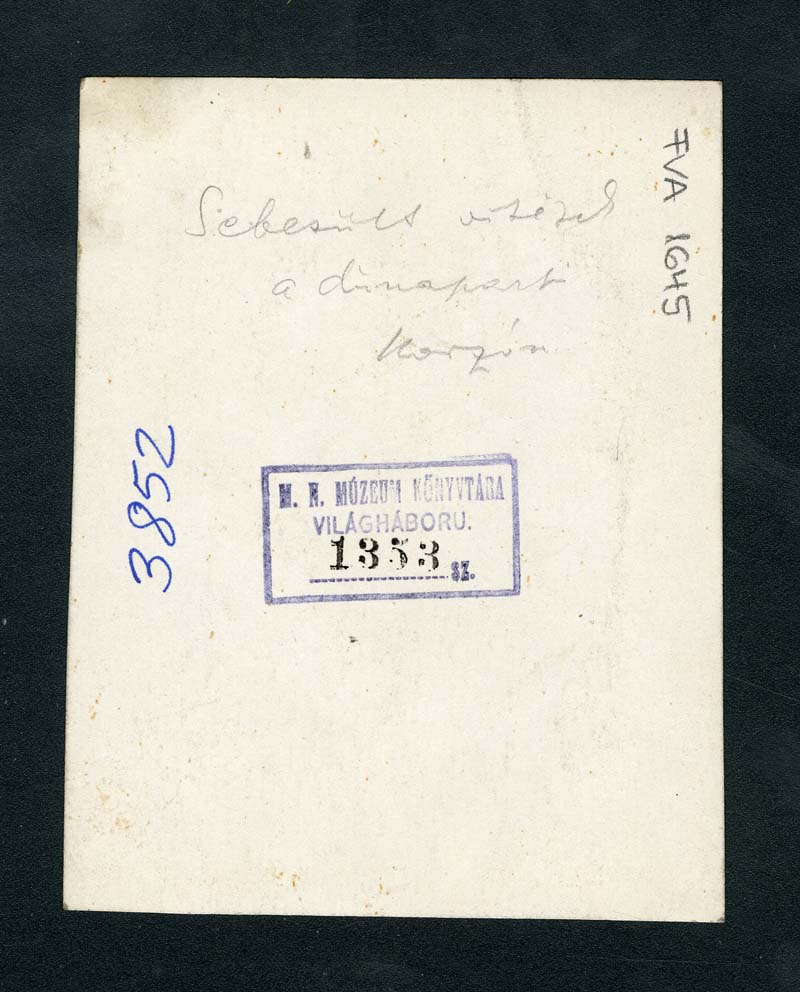 Sebesült vitézek
a dunaparti
korzón
FVA 1645
3852
M. N. MÚZEUM KÖNYVTÁRA
VILÁGHÁBORU.
1353 SZ.